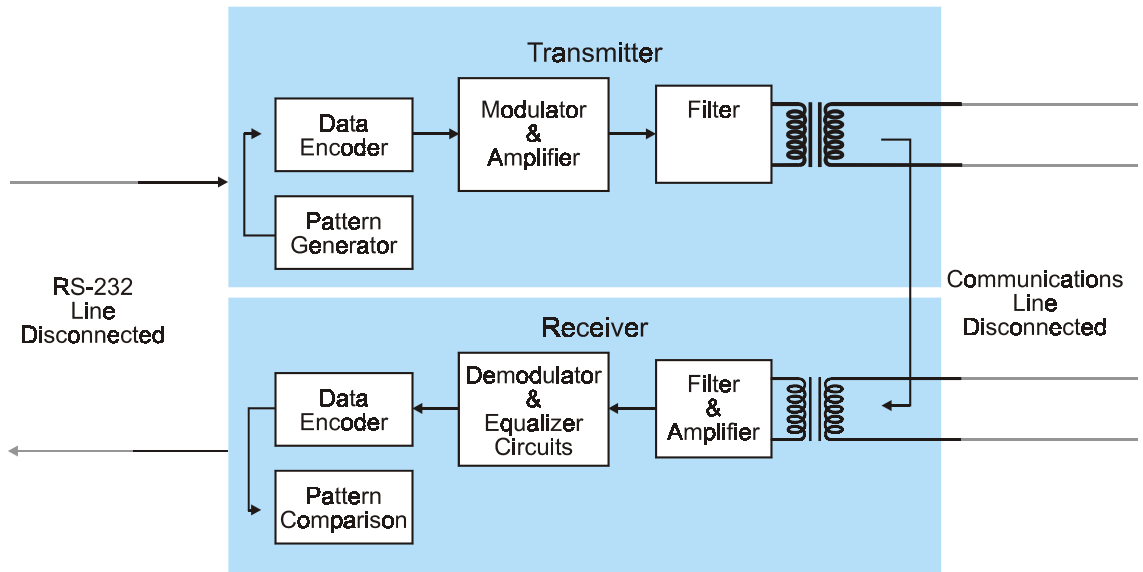 Transmitter
Data
Encoder
Modulator
&
Amplifier
Filter
Pattern
Generator
RS-232
Line
Disconnected
Communications
Line
Disconnected
Receiver
Data
Encoder
Demodulator
&
Equalizer
Circuits
Filter
&
Amplifier
Pattern
Comparison